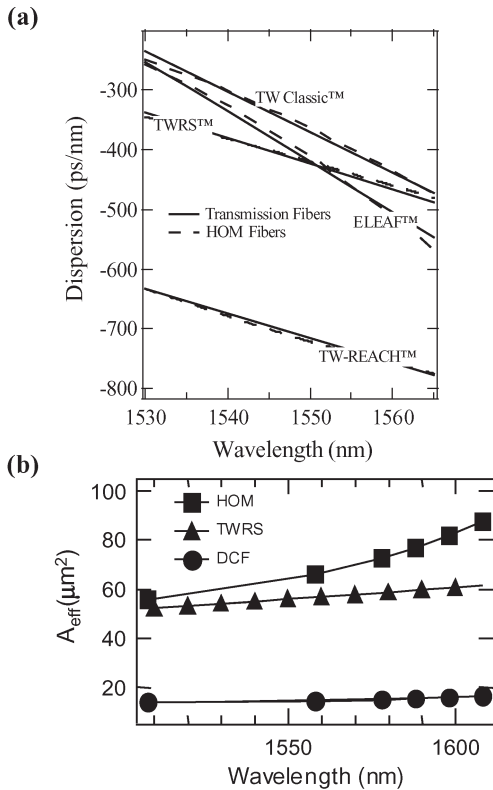 (a)
-300
-400
-500
-600
-700
-800
Dispersion (ps/nm)
TW Classic™
TWRS™
Transmission Fibers
HOM Fibers
ELEAF™
TW-REACH™
1530 1540 1550 1560
Wavelength (nm)
(b)
100
80
60
40
20
A_eff(μm²)
HOM
TWRS
DCF
1550 1600
Wavelength (nm)